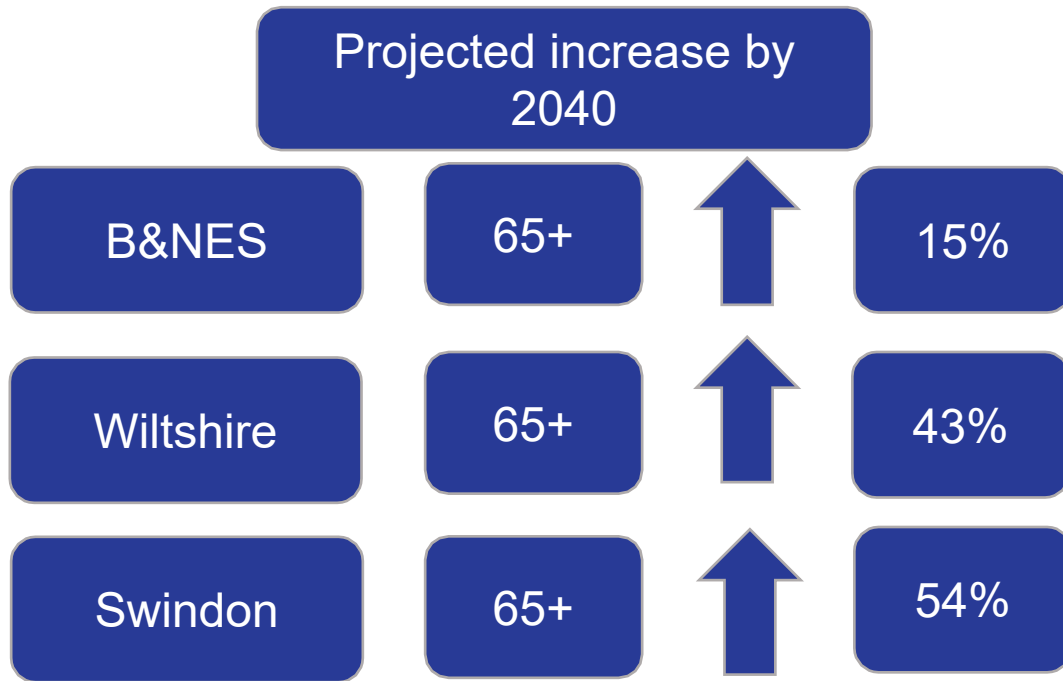 Projected increase by
2040
B&NES
65+
15%
Wiltshire
65+
43%
Swindon
65+
54%